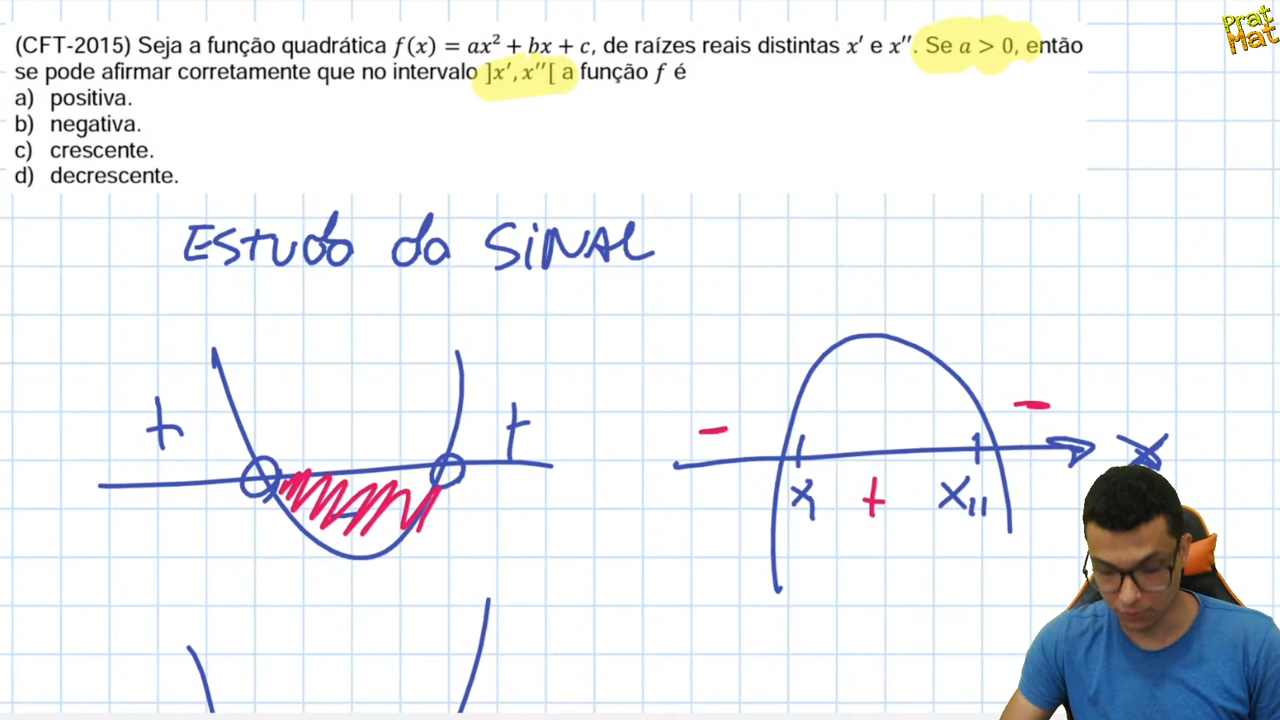 (CFT-2015) Seja a função quadrática f(x) = ax² + bx + c, de raízes reais distintas x′ e x″. Se a > 0, então
se pode afirmar corretamente que no intervalo ]x′, x″[ a função f é
a) positiva.
b) negativa.
c) crescente.
d) decrescente.
Prat
Mat
ESTUDO do SINAL
+ - +
- x₁ + x₁₁ - x